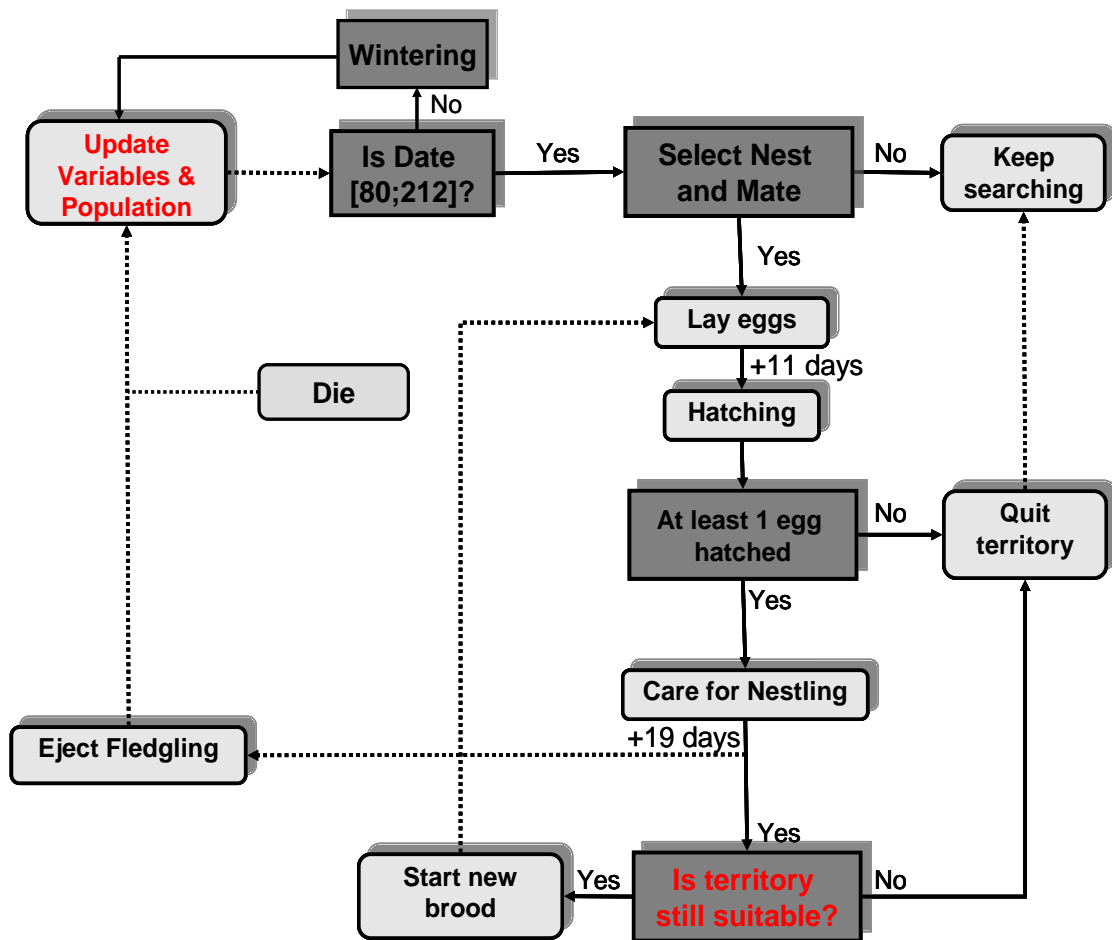 Wintering
No
Update
Variables &
Population
Is Date
[80;212]?
Yes
Select Nest
and Mate
No
Keep
searching
Yes
Lay eggs
+11 days
Die
Hatching
At least 1 egg
hatched
No
Quit
territory
Yes
Care for Nestling
+19 days
Eject Fledgling
Yes
Start new
brood
Yes
Is territory
still suitable?
No